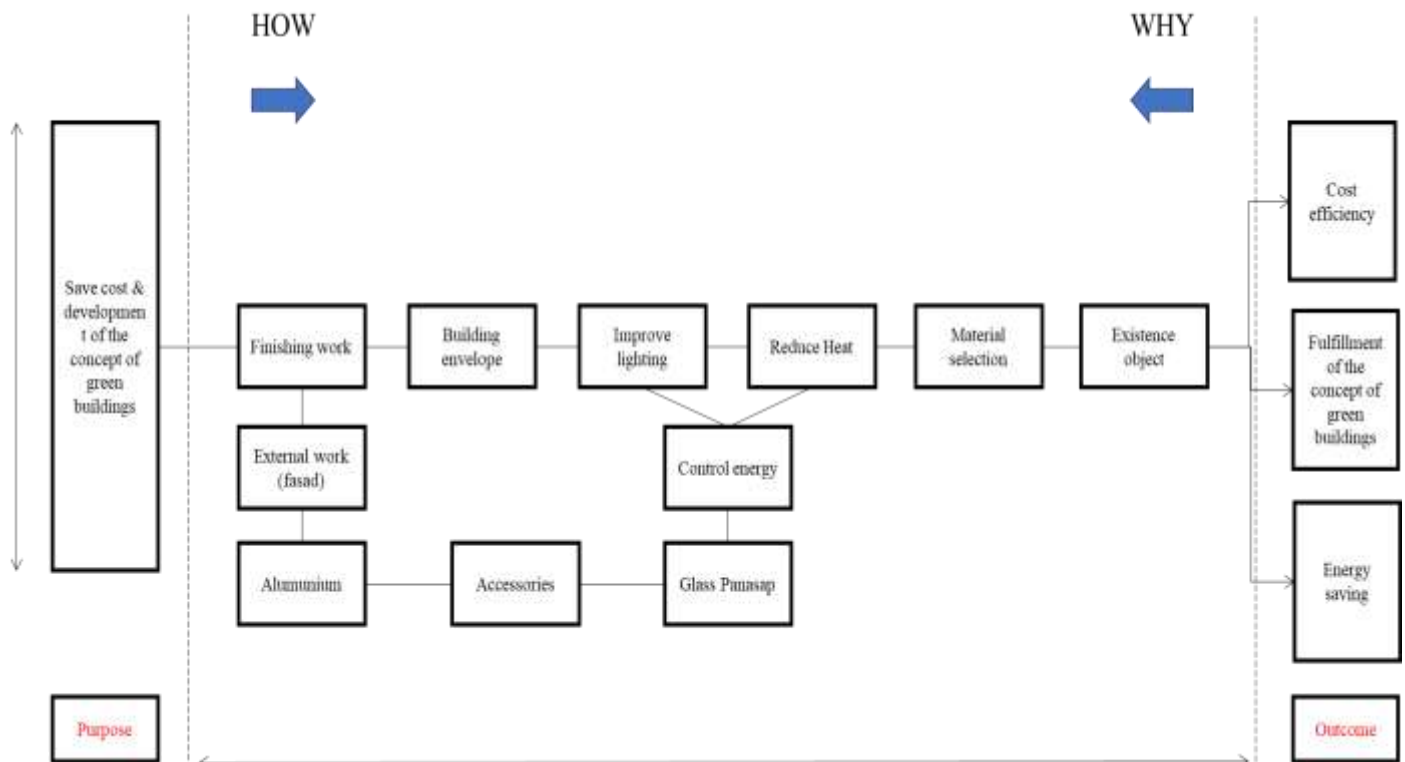 HOW
WHY
Save cost &
developmen
t of the
concept of
green
buildings
Finishing work
Building
envelope
Improve
lighting
Reduce Heat
Material
selection
Existence
object
Cost
efficiency
Fulfillment
of the
concept of
green
buildings
Energy
saving
External work
(fasad)
Control energy
Alumunium
Accessories
Glass Panasap
Purpose
Outcome